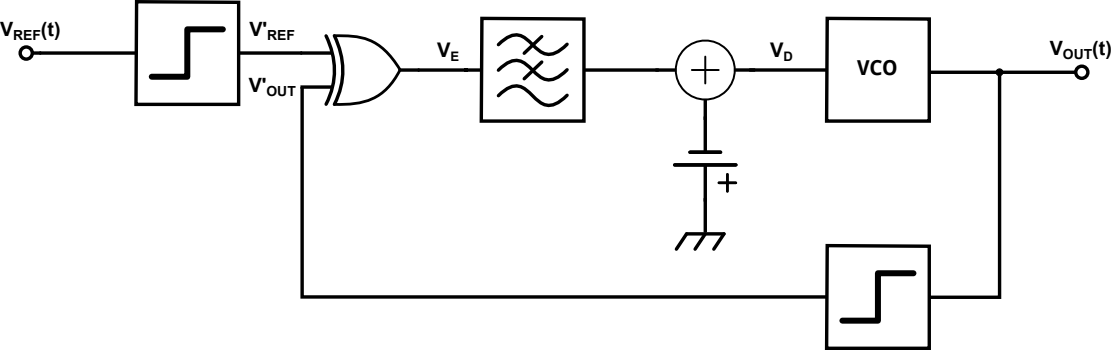 V_REF(t)
V'_REF
V'_OUT
V_E
V_D
VCO
V_OUT(t)
+
+